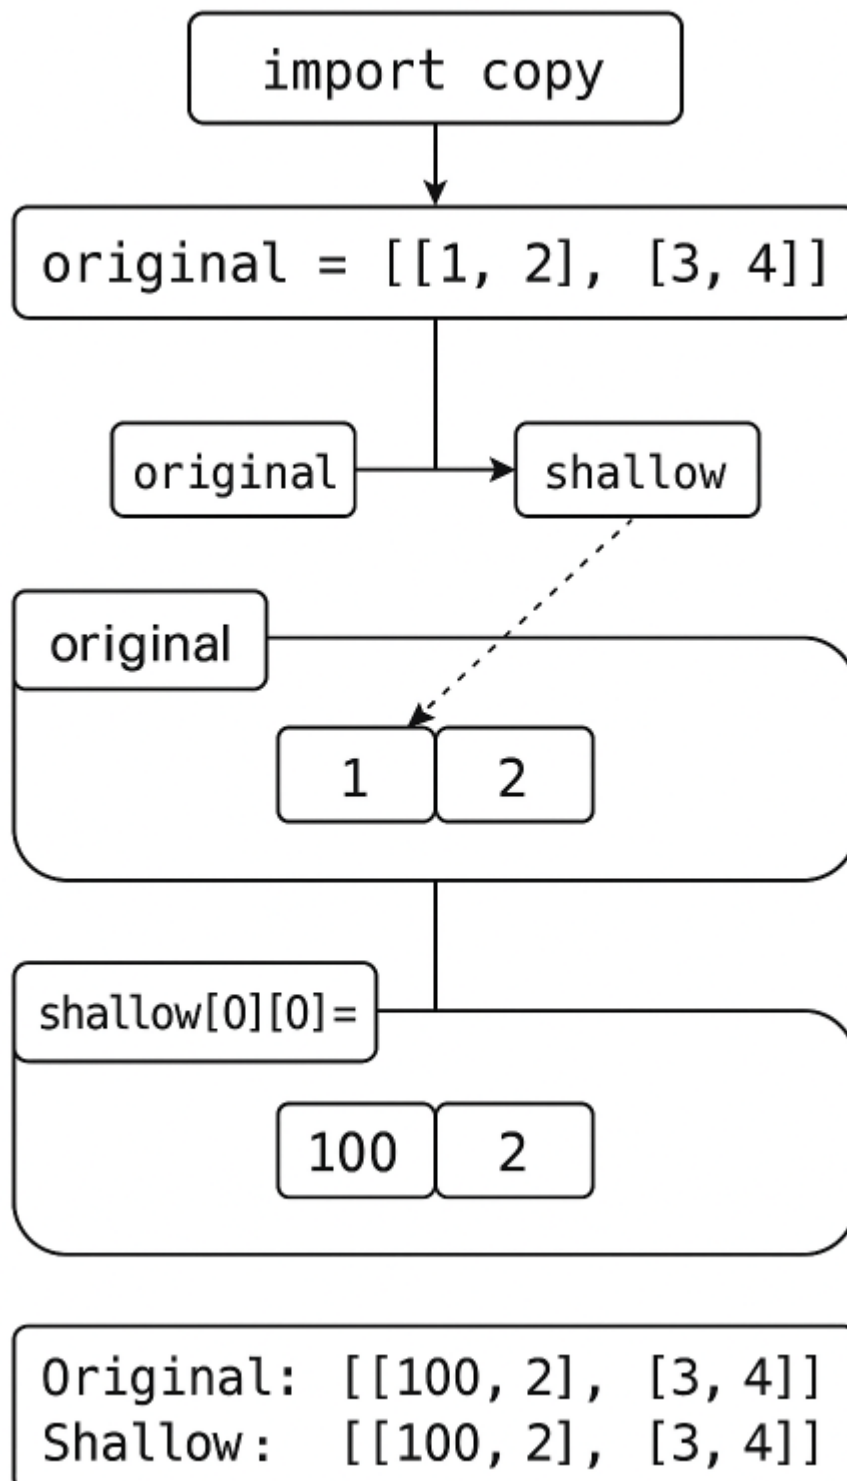 import copy
original = [[1, 2], [3, 4]]
original shallow
original
1 2
shallow[0][0]=
100 2
Original: [[100, 2], [3, 4]]
Shallow: [[100, 2], [3, 4]]